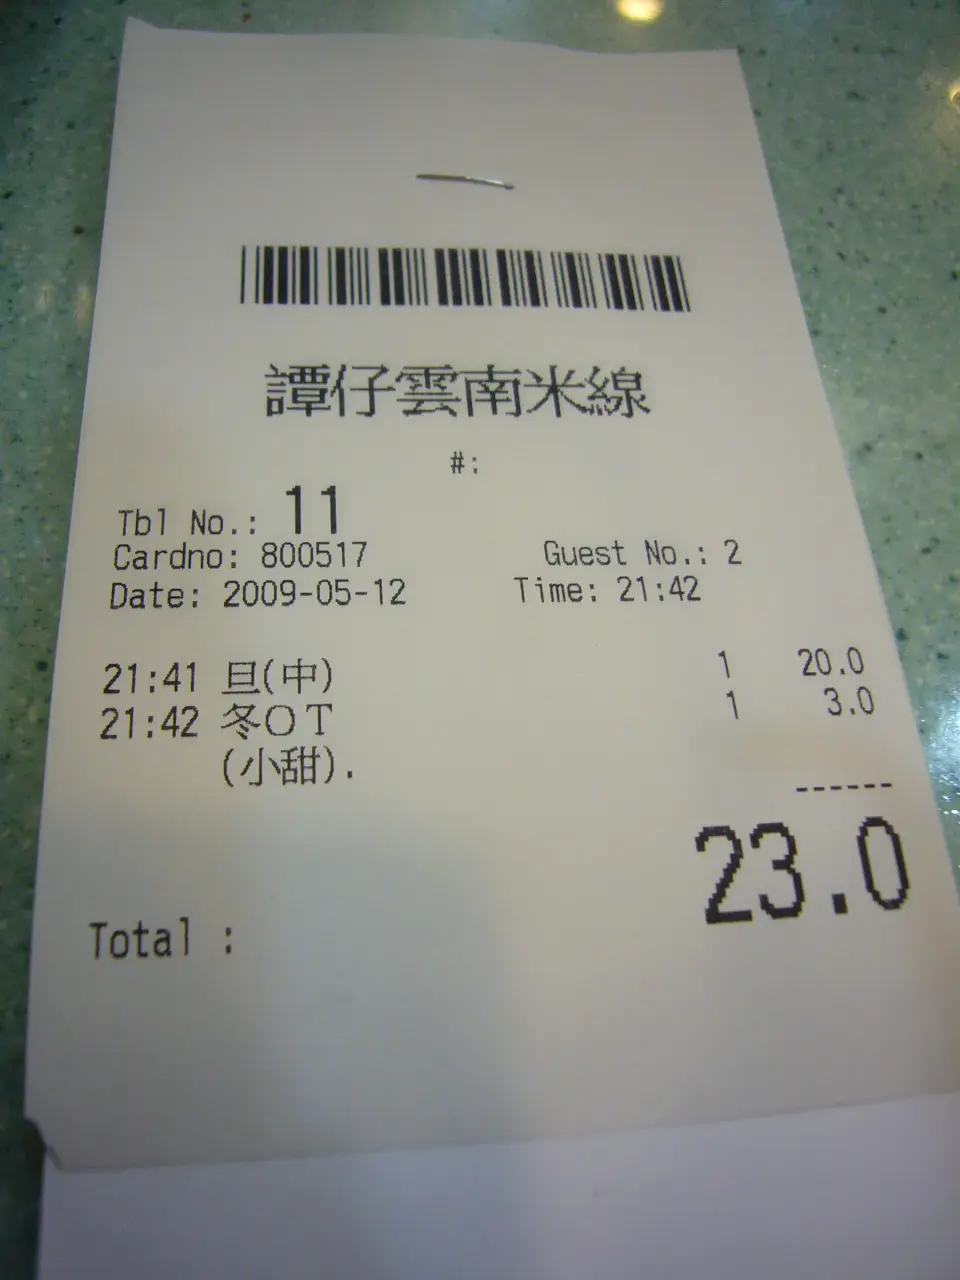 譚仔雲南米線
#:
Tbl No.: 11
Cardno: 800517 Guest No.: 2
Date: 2009-05-12 Time: 21:42
21:41 旦(中) 1 20.0
21:42 冬OT 1 3.0
(小甜).
------
23.0
Total :